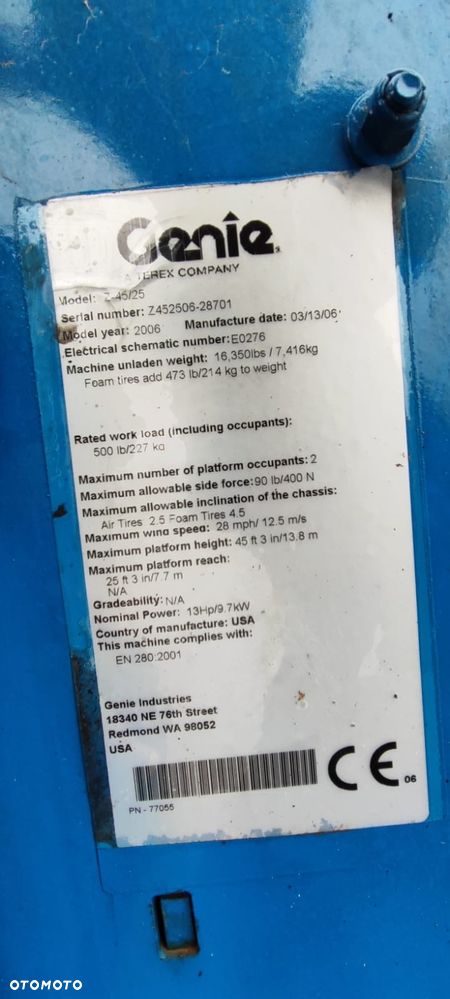 Genie
A TEREX COMPANY
Model: Z-45/25
Serial number: Z452506-28701
Model year: 2006 Manufacture date: 03/13/06
Electrical schematic number: E0276
Machine unladen weight: 16,350lbs / 7,416kg
Foam tires add 473 lb/214 kg to weight
Rated work load (including occupants):
500 lb/227 kg
Maximum number of platform occupants: 2
Maximum allowable side force: 90 lb/400 N
Maximum allowable inclination of the chassis:
Air Tires 2.5 Foam Tires 4.5
Maximum wind speed: 28 mph/ 12.5 m/s
Maximum platform height: 45 ft 3 in/13.8 m
Maximum platform reach:
25 ft 3 in/7.7 m
N/A
Gradeability: N/A
Nominal Power: 13Hp/9.7kW
Country of manufacture: USA
This machine complies with:
EN 280:2001
Genie Industries
18340 NE 76th Street
Redmond WA 98052
USA
CE 06
PN - 77055
OTOMOTO